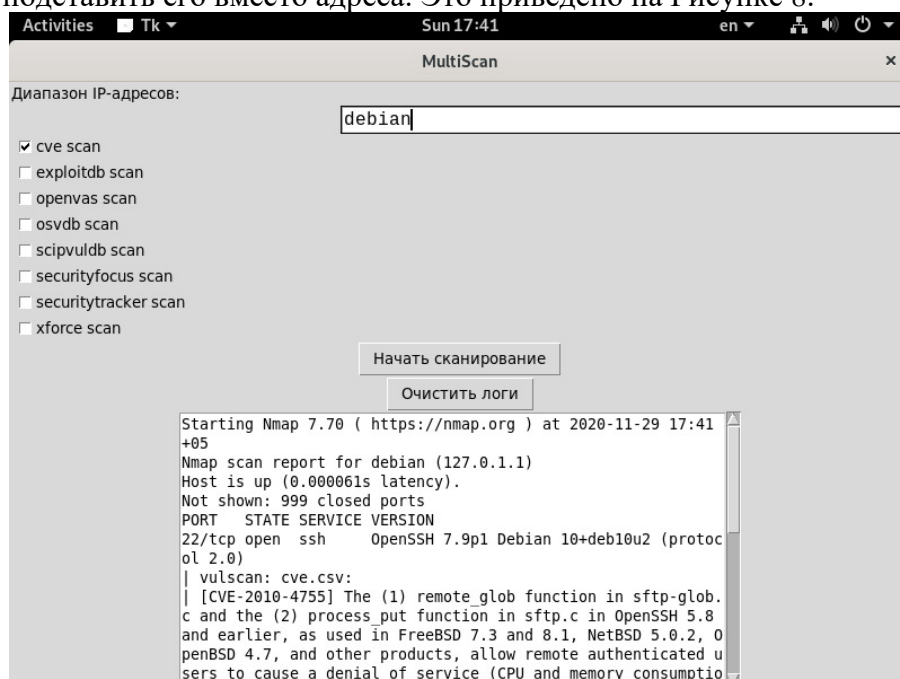 подставить его вместо адреса. Это приведено на Рисунке 8.
Activities Tk Sun 17:41 en
MultiScan ×
Диапазон IP-адресов:
debian
cve scan
exploitdb scan
openvas scan
osvdb scan
scipvuldb scan
securityfocus scan
securitytracker scan
xforce scan
Начать сканирование
Очистить логи
Starting Nmap 7.70 ( https://nmap.org ) at 2020-11-29 17:41
+05
Nmap scan report for debian (127.0.1.1)
Host is up (0.000061s latency).
Not shown: 999 closed ports
PORT STATE SERVICE VERSION
22/tcp open ssh OpenSSH 7.9p1 Debian 10+deb10u2 (protoc
ol 2.0)
| vulscan: cve.csv:
| [CVE-2010-4755] The (1) remote_glob function in sftp-glob.
c and the (2) process_put function in sftp.c in OpenSSH 5.8
and earlier, as used in FreeBSD 7.3 and 8.1, NetBSD 5.0.2, O
penBSD 4.7, and other products, allow remote authenticated u
sers to cause a denial of service (CPU and memory consumptio